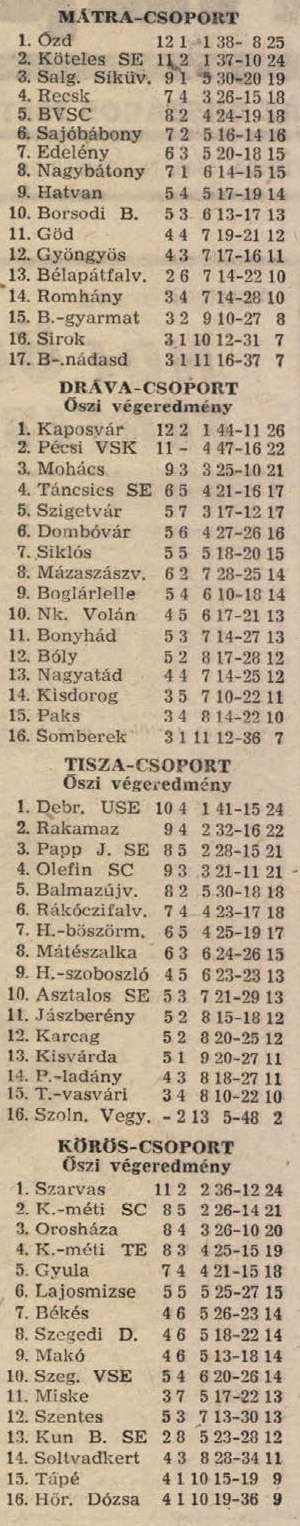 MÁTRA-CSOPORT
1. Ózd 12 1 1 38- 8 25
2. Köteles SE 11 2 1 37-10 24
3. Salg. Síküv. 9 1 5 30-20 19
4. Recsk 7 4 3 26-15 18
5. BVSC 8 2 4 24-19 18
6. Sajóbábony 7 2 5 16-14 16
7. Edelény 6 3 5 20-18 15
8. Nagybátony 7 1 6 14-15 15
9. Hatvan 5 4 5 17-19 14
10. Borsodi B. 5 3 6 13-17 13
11. Göd 4 4 7 19-21 12
12. Gyöngyös 4 3 7 17-16 11
13. Bélapátfalv. 2 6 7 14-22 10
14. Romhány 3 4 7 14-28 10
15. B.-gyarmat 3 2 9 10-27 8
16. Sirok 3 1 10 12-31 7
17. B-.nádasd 3 1 11 16-37 7
DRÁVA-CSOPORT
Őszi végeredmény
1. Kaposvár 12 2 1 44-11 26
2. Pécsi VSK 11 - 4 47-16 22
3. Mohács 9 3 3 25-10 21
4. Táncsics SE 6 5 4 21-16 17
5. Szigetvár 5 7 3 17-12 17
6. Dombóvár 5 6 4 27-26 16
7. Siklós 5 5 5 18-20 15
8. Mázaszászv. 6 2 7 28-25 14
9. Boglárlelle 5 4 6 10-18 14
10. Nk. Volán 4 5 6 17-21 13
11. Bonyhád 5 3 7 14-27 13
12. Bóly 5 2 8 17-28 12
13. Nagyatád 4 4 7 14-25 12
14. Kisdorog 3 5 7 10-22 11
15. Paks 3 4 8 14-22 10
16. Somberek 3 1 11 12-36 7
TISZA-CSOPORT
Őszi végeredmény
1. Debr. USE 10 4 1 41-15 24
2. Rakamaz 9 4 2 32-16 22
3. Papp J. SE 8 5 2 28-15 21
4. Olefin SC 9 3 3 21-11 21
5. Balmazújv. 8 2 5 30-18 18
6. Rákóczifalv. 7 4 4 23-17 18
7. H.-böszörm. 6 5 4 25-19 17
8. Mátészalka 6 3 6 24-26 15
9. H.-szoboszló 4 5 6 23-23 13
10. Asztalos SE 5 3 7 21-29 13
11. Jászberény 5 2 8 15-18 12
12. Karcag 5 2 8 20-25 12
13. Kisvárda 5 1 9 20-27 11
14. P.-ladány 4 3 8 18-27 11
15. T.-vasvári 3 4 8 10-22 10
16. Szoln. Vegy. - 2 13 5-48 2
KÖRÖS-CSOPORT
Őszi végeredmény
1. Szarvas 11 2 2 36-12 24
2. K.-méti SC 8 5 2 26-14 21
3. Orosháza 8 4 3 26-10 20
4. K.-méti TE 8 3 4 25-15 19
5. Gyula 7 4 4 21-15 18
6. Lajosmizse 5 5 5 25-27 15
7. Békés 4 6 5 26-23 14
8. Szegedi D. 4 6 5 18-22 14
9. Makó 4 6 5 13-18 14
10. Szeg. VSE 5 4 6 20-26 14
11. Miske 3 7 5 17-22 13
12. Szentes 5 3 7 13-30 13
13. Kun B. SE 2 8 5 23-28 12
14. Soltvadkert 4 3 8 28-34 11
15. Tápé 4 1 10 15-19 9
16. Hór. Dózsa 4 1 10 19-36 9